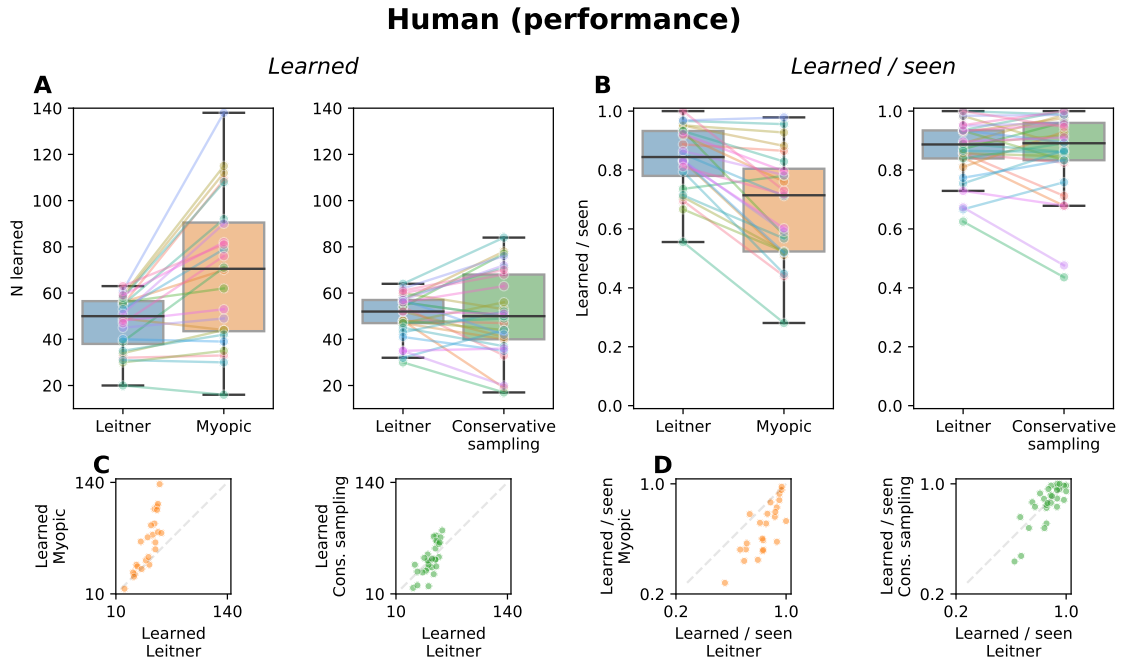 Human (performance)
Learned
Learned / seen
A
B
140
120
100
80
60
40
20
N learned
Leitner
Myopic
140
120
100
80
60
40
20
Leitner
Conservative
sampling
1.0
0.8
0.6
0.4
0.2
0.0
Learned / seen
Leitner
Myopic
1.0
0.8
0.6
0.4
0.2
0.0
Leitner
Conservative
sampling
C
D
Learned
Myopic
140
10
10
140
Learned
Leitner
Learned
Cons. sampling
140
10
10
140
Learned
Leitner
Learned / seen
Myopic
1.0
0.2
0.2
1.0
Learned / seen
Leitner
Learned / seen
Cons. sampling
1.0
0.2
0.2
1.0
Learned / seen
Leitner